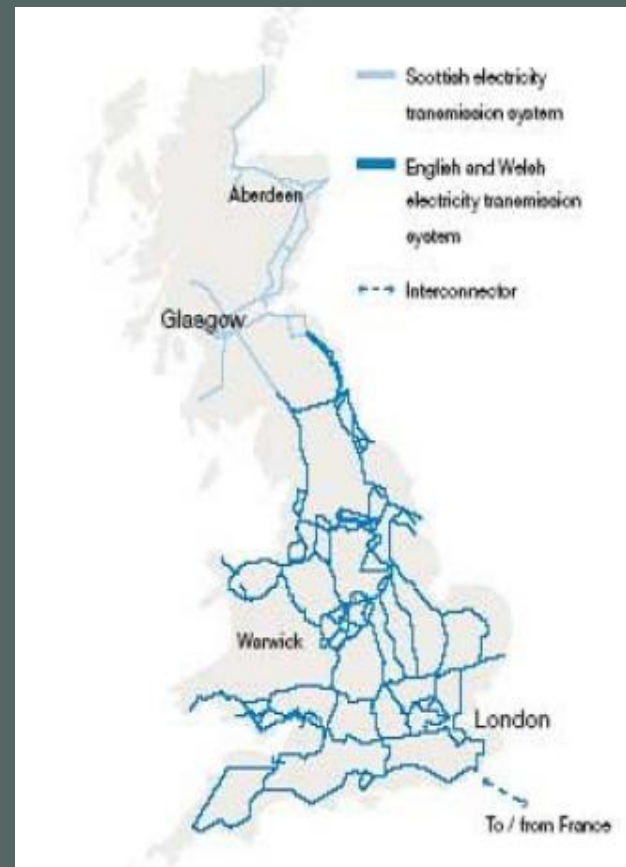 Scottish electricity
transmission system
Aberdeen
English and Welsh
electricity transmission
system
Interconnector
Glasgow
Warwick
London
To / from France